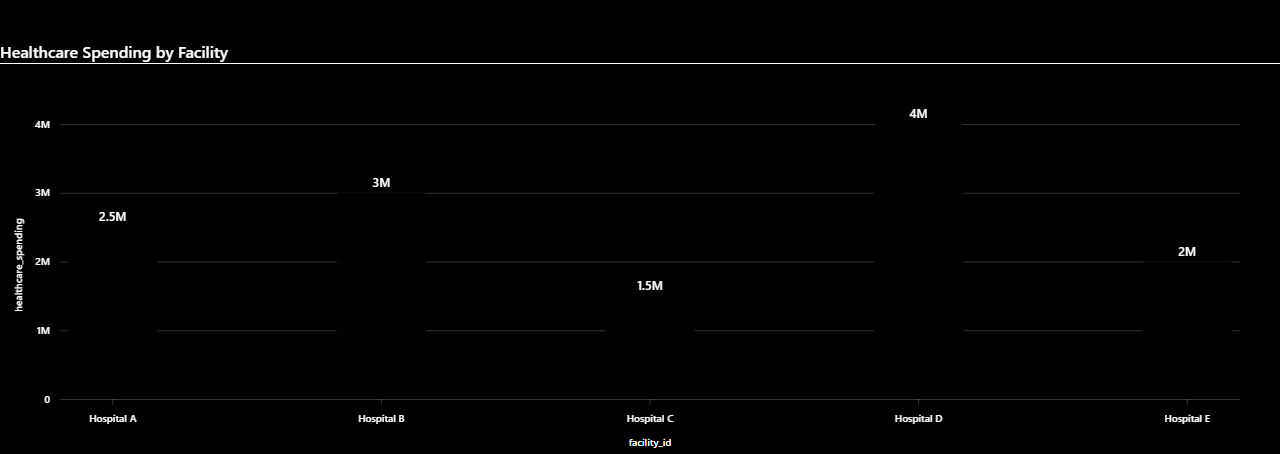 Healthcare Spending by Facility
4M
4M
3M
3M
2.5M
2M
2M
1.5M
1M
0
healthcare_spending
Hospital A
Hospital B
Hospital C
Hospital D
Hospital E
facility_id